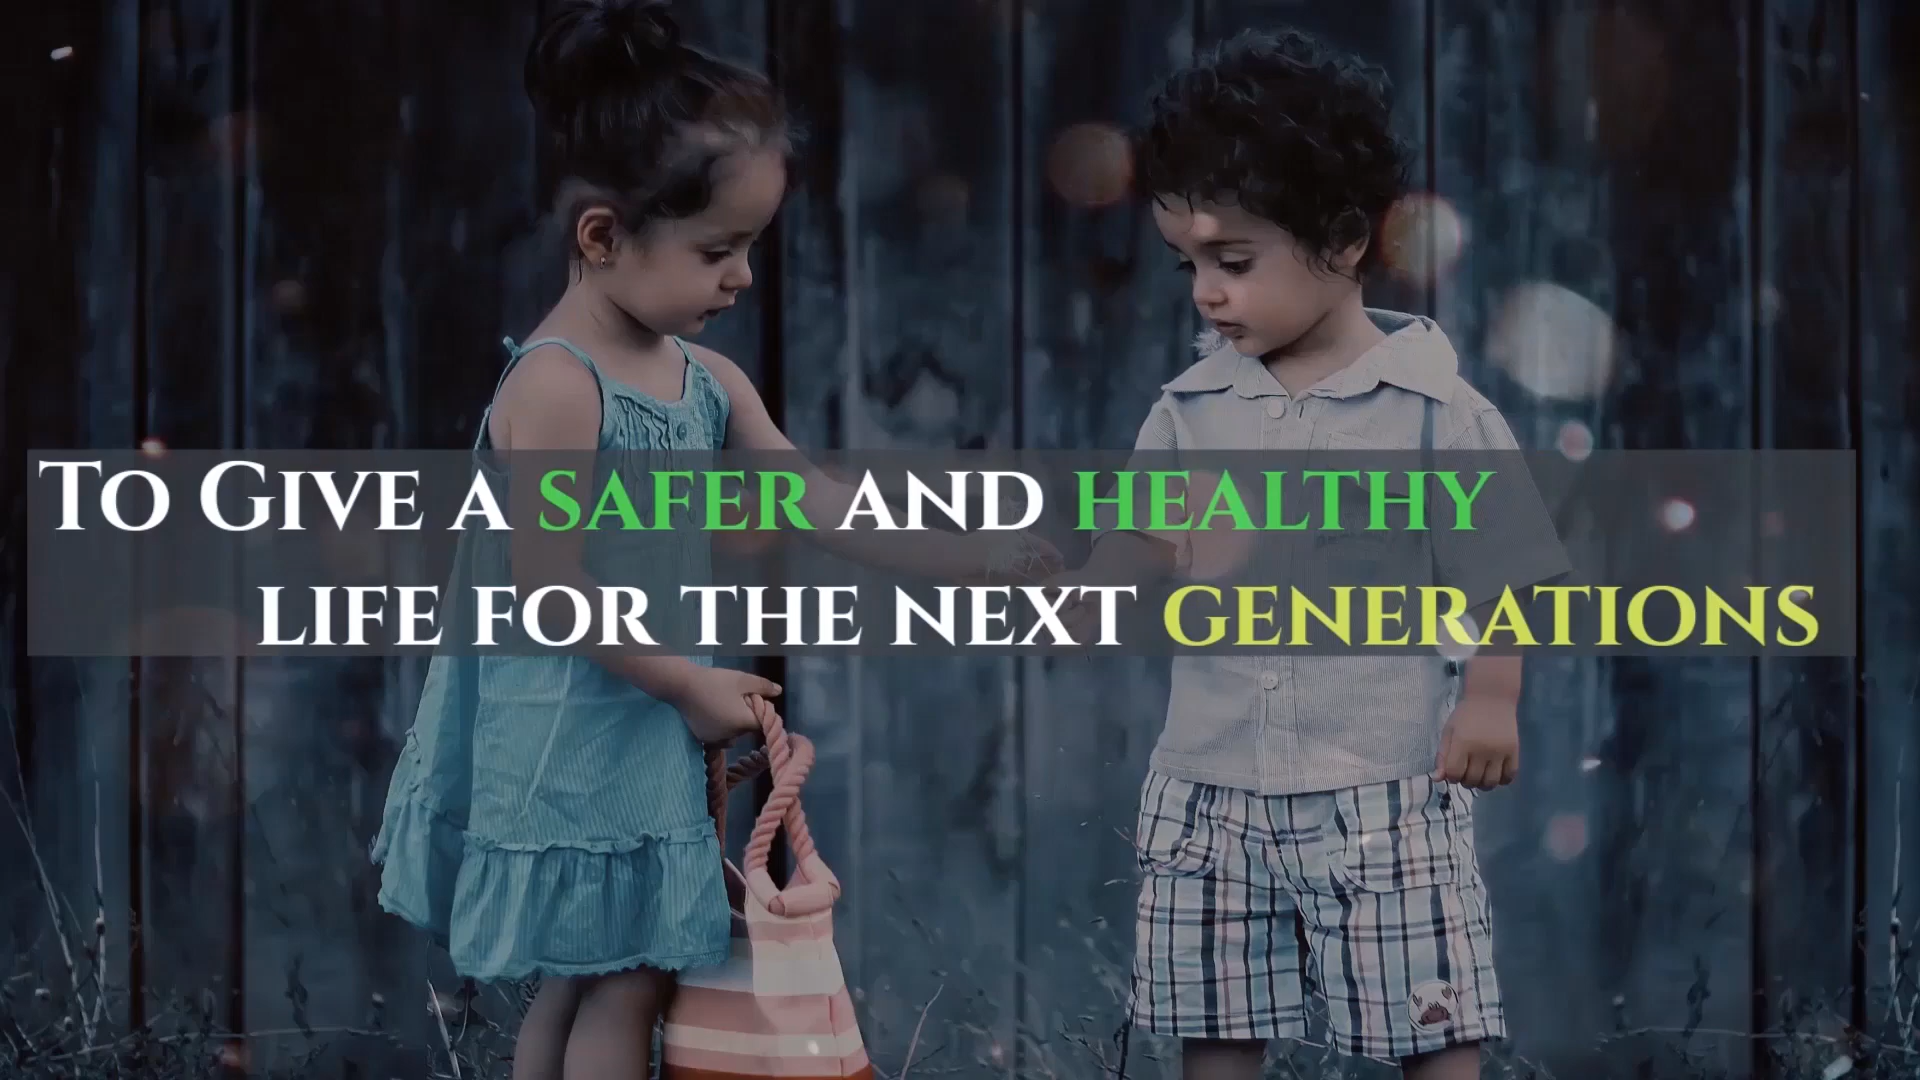 To Give a safer and healthy
life for the next generations